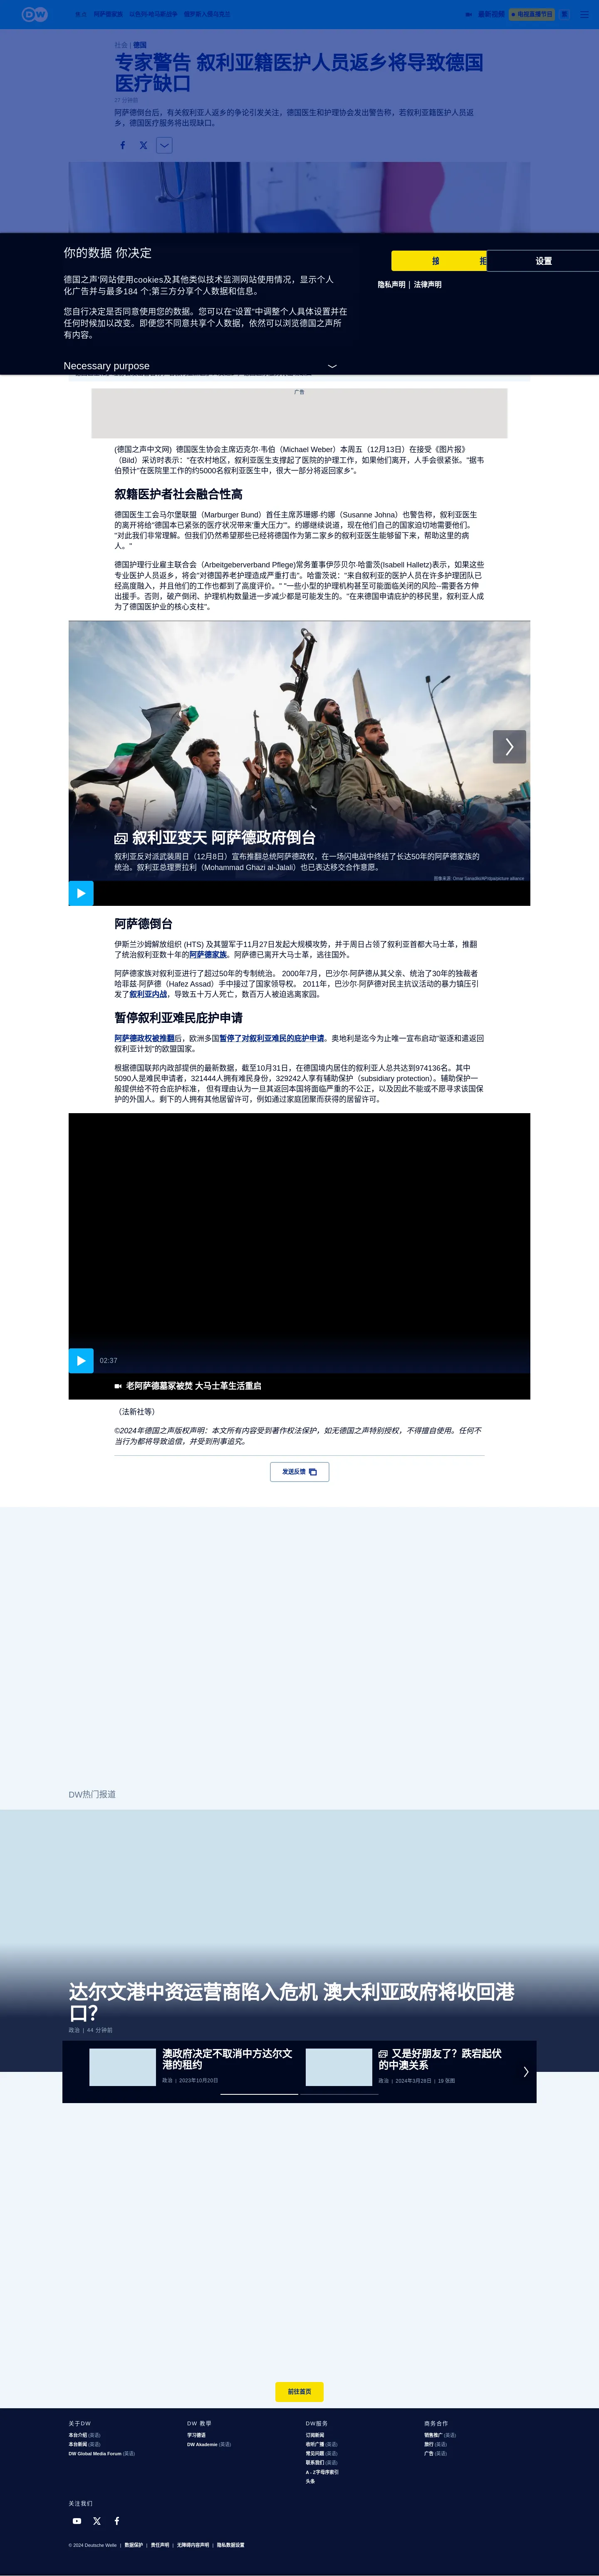 DW
阿萨德倒台
以色列-哈马斯战争
俄罗斯入侵乌克兰
最新视频
电视直播节目
社会 | 德国
专家警告 叙利亚籍医护人员返乡将导致德国
医疗缺口
37 分钟前
阿萨德倒台后，有关叙利亚人返乡的争论引发关注，德国医生和护理协会发出警告称，若叙利亚籍医护人员返
乡，德国医疗服务将出现缺口。
你的数据 你决定
德国之声'网站使用cookies及其他类似技术监测网站使用情况，显示个人
化广告并与最多184 个;第三方分享个人数据和信息。
您自行决定是否同意使用您的数据。您可以在“设置”中调整个人具体设置并在
任何时候加以改变。即便您不同意共享个人数据，依然可以浏览德国之声所
有内容。
Necessary purpose
设置
隐私声明 | 法律声明
广告
(德国之声中文网）德国医生协会主席迈克尔·韦伯（Michael Weber）本周五（12月13日）在接受《图片报》
（Bild）采访时表示："在农村地区，叙利亚医生支撑起了医院的护理工作，如果他们离开，人手会很紧张。"据韦
伯预计"在医院里工作的约5000名叙利亚医生中，很大一部分将返回家乡"。
叙籍医护者社会融合性高
德国医生工会马尔堡联盟（Marburger Bund）首任主席苏珊娜·约娜（Susanne Johna）也警告称，叙利亚医生
的离开将给"德国本已紧张的医疗状况带来'重大压力'"。约娜继续说道，现在他们自己的国家迫切地需要他们。
"对此我们非常理解。但我们仍然希望那些已经将德国作为第二家乡的叙利亚医生能够留下来，帮助这里的病
人。"
德国护理行业雇主联合会（Arbeitgeberverband Pflege)常务董事伊莎贝尔·哈雷茨(Isabell Halletz)表示，如果这些
专业医护人员返乡，将会"对德国养老护理造成严重打击"。哈雷茨说："来自叙利亚的医护人员在许多护理团队已
经高度融入，并且他们的工作也都到了高度评价。" "一些小型的护理机构甚至可能面临关闭的风险--需要各方伸
出援手。否则，破产倒闭、护理机构数量进一步减少都是可能发生的。"在来德国申请庇护的移民里，叙利亚人成
为了德国医护业的核心支柱"。
叙利亚变天 阿萨德政府倒台
叙利亚反对派武装周日（12月8日）宣布推翻总统阿萨德政权，在一场闪电战中终结了长达50年的阿萨德家族的
统治。叙利亚总理贾拉利（Mohammad Ghazi al-Jalali）也已表达移交合作意愿。
图像来源: Omar Sanadiki/AP/dpa/picture alliance
阿萨德倒台
伊斯兰沙姆解放组织 (HTS) 及其盟军于11月27日发起大规模攻势，并于周日占领了叙利亚首都大马士革，推翻
了统治叙利亚数十年的阿萨德家族。阿萨德已离开大马士革，逃往国外。
阿萨德家族对叙利亚进行了超过50年的专制统治。 2000年7月，巴沙尔·阿萨德从其父亲、统治了30年的独裁者
哈菲兹·阿萨德（Hafez Assad）手中接过了国家领导权。 2011年，巴沙尔·阿萨德对民主抗议活动的暴力镇压引
发了叙利亚内战，导致五十万人死亡，数百万人被迫逃离家园。
暂停叙利亚难民庇护申请
阿萨德政权被推翻后，欧洲多国暂停了对叙利亚难民的庇护申请。奥地利是迄今为止唯一宣布启动"驱逐和遣返回
叙利亚计划"的欧盟国家。
根据德国联邦内政部提供的最新数据，截至10月31日，在德国境内居住的叙利亚人总共达到974136名。其中
5090人是难民申请者，321444人拥有难民身份，329242人享有辅助保护（subsidiary protection）。辅助保护一
般提供给不符合庇护标准， 但有理由认为一旦其返回本国将面临严重的不公正，以及因此不能或不愿寻求该国保
护的外国人。剩下的人拥有其他居留许可，例如通过家庭团聚而获得的居留许可。
02:37
老阿萨德墓冢被焚 大马士革生活重启
（法新社等）
©2024年德国之声版权声明：本文所有内容受到著作权法保护，如无德国之声特别授权，不得擅自使用。任何不
当行为都将导致追偿，并受到刑事追究。
发送反馈
DW热门报道
达尔文港中资运营商陷入危机 澳大利亚政府将收回港
口？
政治 | 44 分钟前
澳政府决定不取消中方达尔文
港的租约
政治 | 2023年10月20日
又是好朋友了？跌宕起伏
的中澳关系
政治 | 2024年3月28日 | 19 张图
前往首页
关于DW
本台介绍 (英语)
本台新闻 (英语)
DW Global Media Forum (英语)
DW 教學
学习德语
DW Akademie (英语)
DW服务
订阅新闻
收听广播 (英语)
常见问题 (英语)
联系我们 (英语)
A - Z字母序索引
头条
商务合作
销售推广 (英语)
旅行 (英语)
广告 (英语)
关注我们
© 2024 Deutsche Welle | 数据保护 | 责任声明 | 无障碍内容声明 | 隐私数据设置